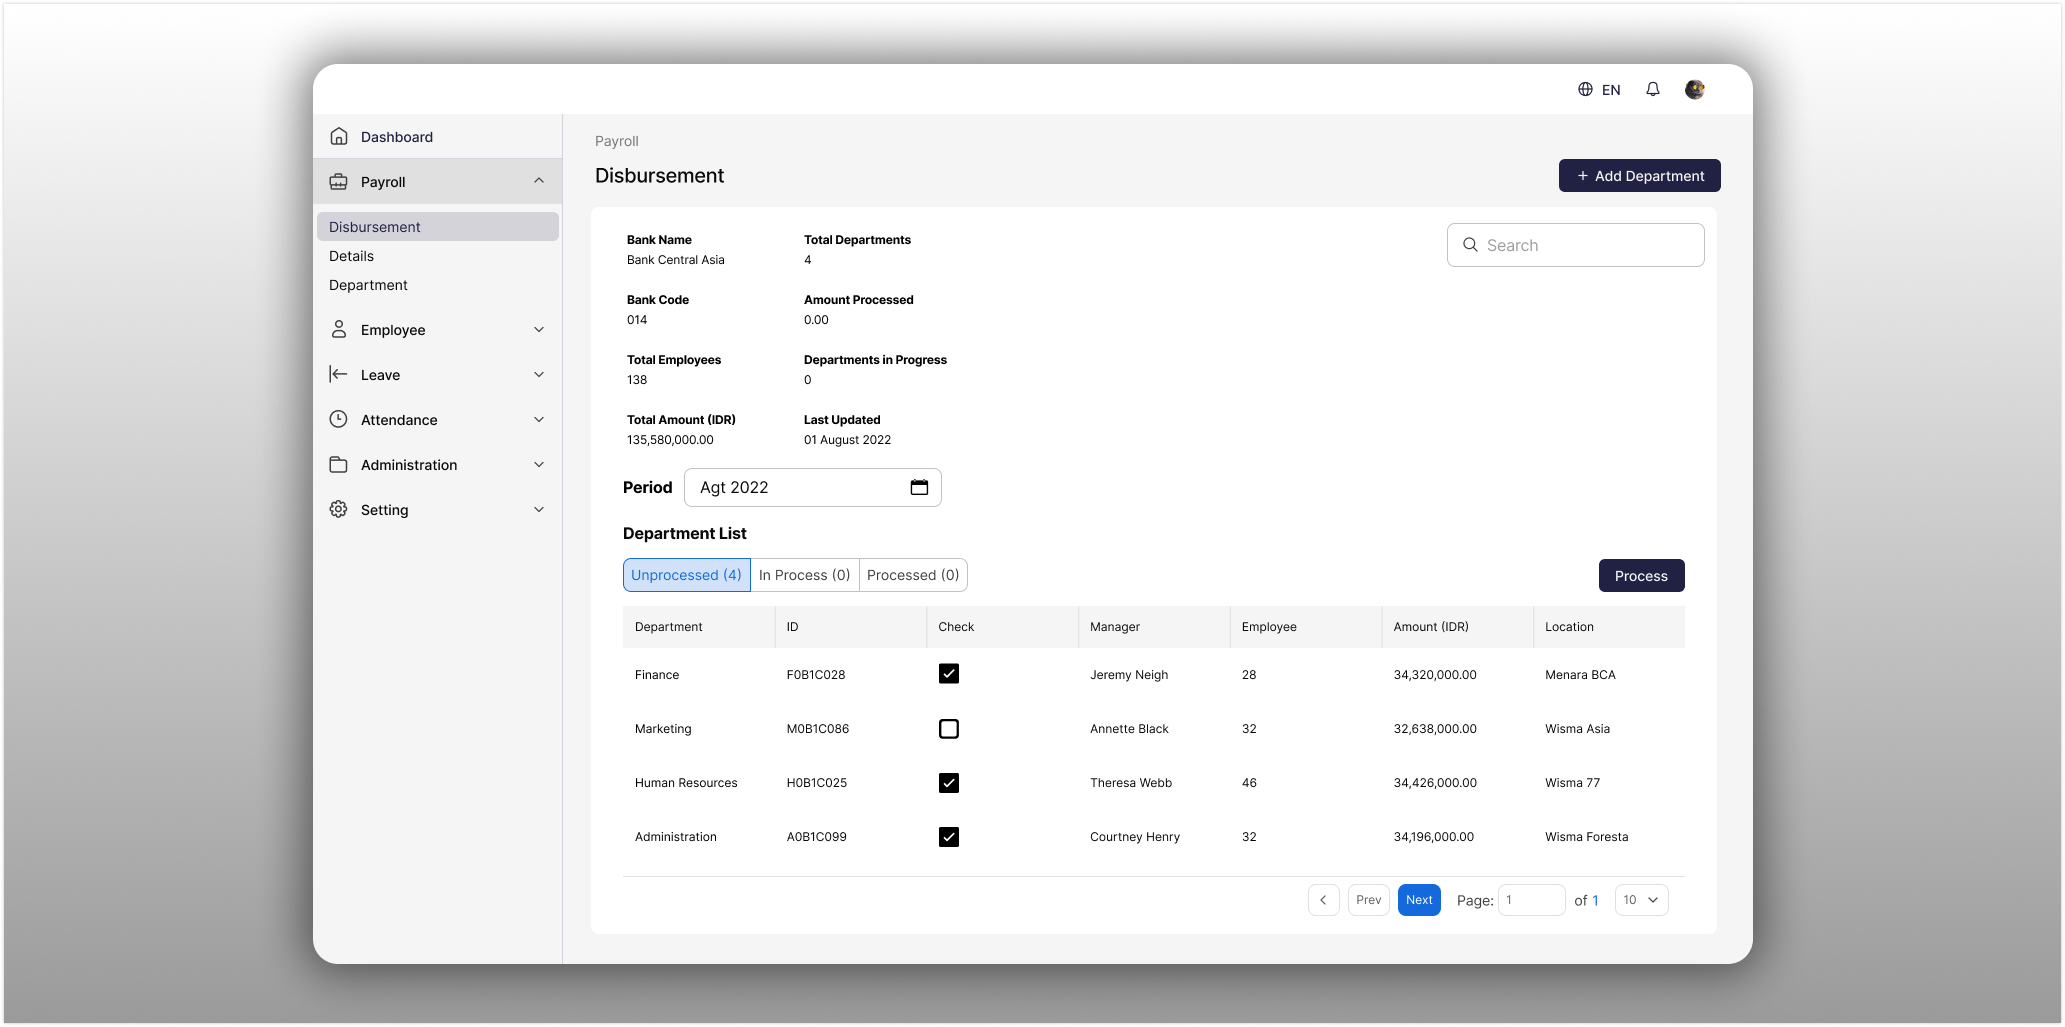 EN
Dashboard
Payroll
Disbursement
Details
Department
Employee
Leave
Attendance
Administration
Setting
Payroll
Disbursement
+ Add Department
Bank Name
Bank Central Asia
Total Departments
4
Search
Bank Code
014
Amount Processed
0.00
Total Employees
138
Departments in Progress
0
Total Amount (IDR)
135,580,000.00
Last Updated
01 August 2022
Period
Agt 2022
Department List
Unprocessed (4) In Process (0) Processed (0)
Process
Department ID Check Manager Employee Amount (IDR) Location
Finance F0B1C028 Jeremy Neigh 28 34,320,000.00 Menara BCA
Marketing M0B1C086 Annette Black 32 32,638,000.00 Wisma Asia
Human Resources H0B1C025 Theresa Webb 46 34,426,000.00 Wisma 77
Administration A0B1C099 Courtney Henry 32 34,196,000.00 Wisma Foresta
Prev Next Page: 1 of 1 10